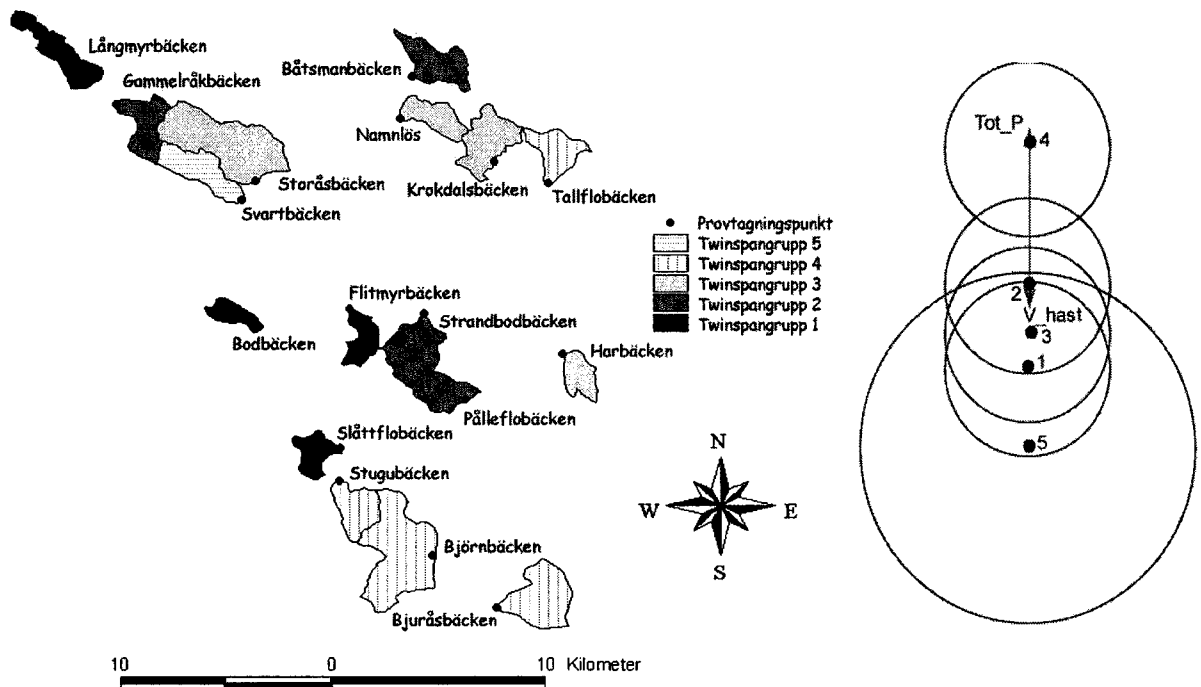 Långmyrbäcken
Gammelråkbäcken
Båtsmanbäcken
Namnlös
Storåsbäcken
Krokdalsbäcken
Tallflobäcken
Svartbäcken
Provtagningspunkt
Twinspangrupp 5
Twinspangrupp 4
Twinspangrupp 3
Twinspangrupp 2
Twinspangrupp 1
Flitmyrbäcken
Strandbodbäcken
Bodbäcken
Harbäcken
Pålleflobäcken
Slåttflobäcken
Stugubäcken
Björnbäcken
Bjuråsbäcken
N
W E
S
10 0 10 Kilometer
Tot_P
4
2
V_hast
3
1
5